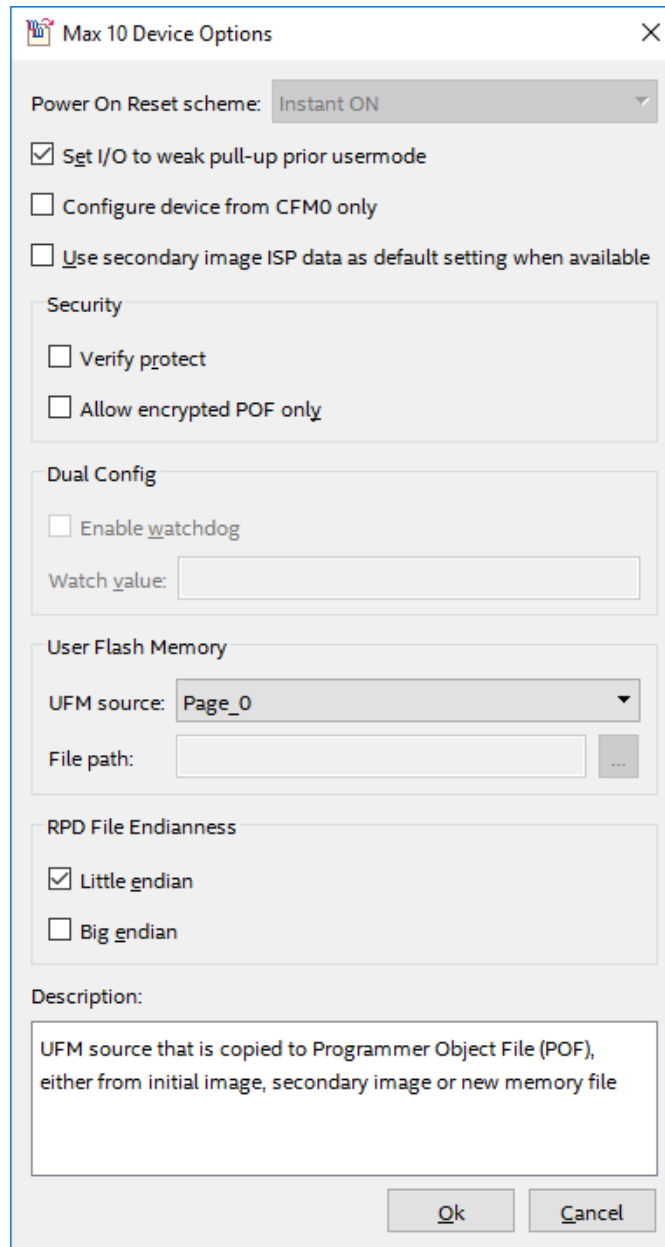 Max 10 Device Options
Power On Reset scheme: Instant ON
Set I/O to weak pull-up prior usermode
Configure device from CFM0 only
Use secondary image ISP data as default setting when available
Security
Verify protect
Allow encrypted POF only
Dual Config
Enable watchdog
Watch value:
User Flash Memory
UFM source: Page_0
File path: ...
RPD File Endianness
Little endian
Big endian
Description:
UFM source that is copied to Programmer Object File (POF),
either from initial image, secondary image or new memory file
Ok Cancel